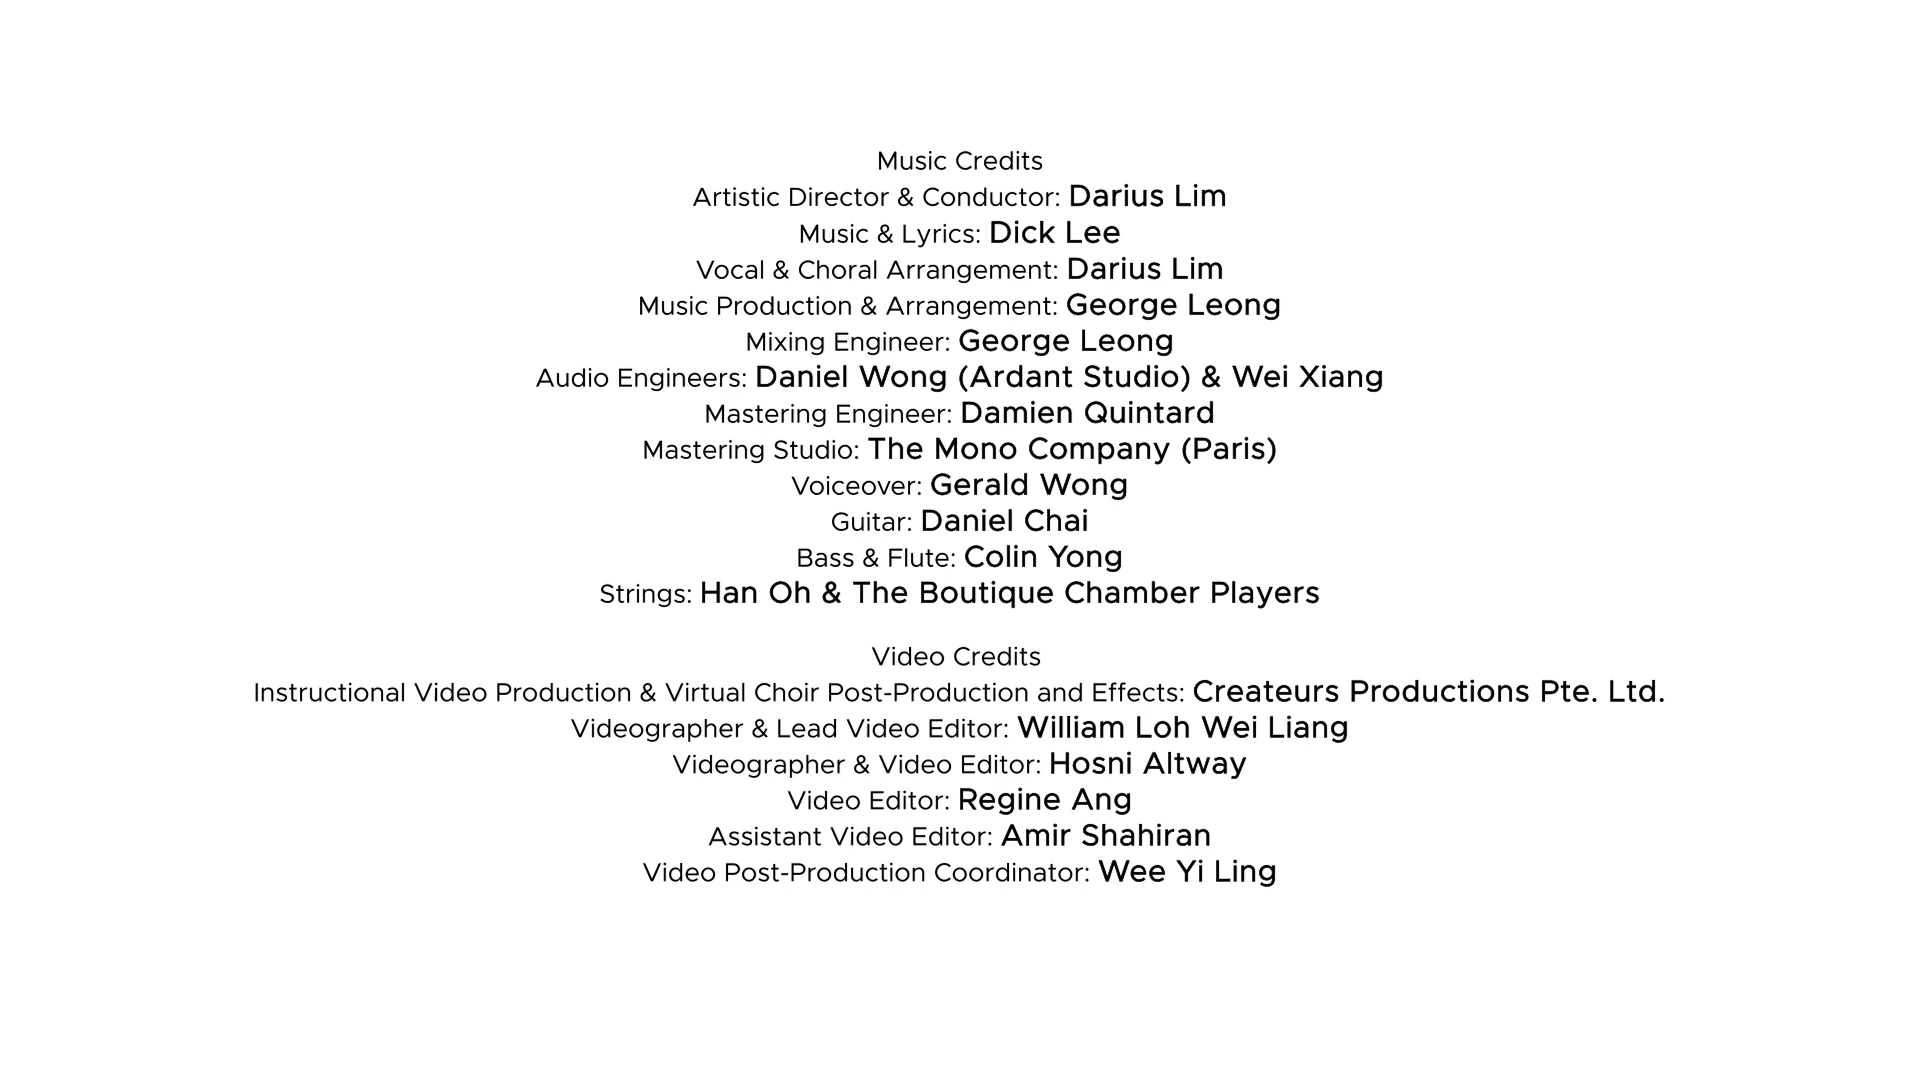 Music Credits
Artistic Director & Conductor: Darius Lim
Music & Lyrics: Dick Lee
Vocal & Choral Arrangement: Darius Lim
Music Production & Arrangement: George Leong
Mixing Engineer: George Leong
Audio Engineers: Daniel Wong (Ardant Studio) & Wei Xiang
Mastering Engineer: Damien Quintard
Mastering Studio: The Mono Company (Paris)
Voiceover: Gerald Wong
Guitar: Daniel Chai
Bass & Flute: Colin Yong
Strings: Han Oh & The Boutique Chamber Players
Video Credits
Instructional Video Production & Virtual Choir Post-Production and Effects: Createurs Productions Pte. Ltd.
Videographer & Lead Video Editor: William Loh Wei Liang
Videographer & Video Editor: Hosni Altway
Video Editor: Regine Ang
Assistant Video Editor: Amir Shahiran
Video Post-Production Coordinator: Wee Yi Ling